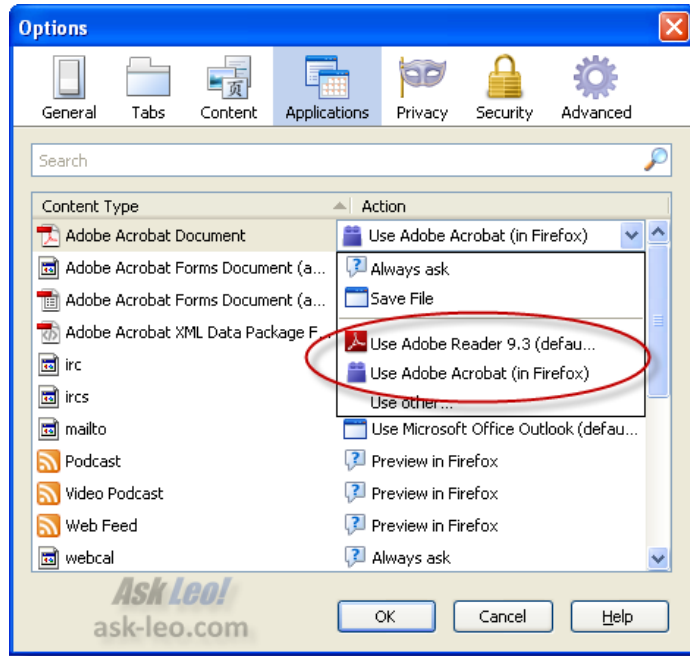 Options
General Tabs Content Applications Privacy Security Advanced
页
Search
Content Type Action
Adobe Acrobat Document Use Adobe Acrobat (in Firefox)
Adobe Acrobat Forms Document (a... Always ask
Adobe Acrobat Forms Document (a... Save File
Adobe Acrobat XML Data Package F... Use Adobe Reader 9.3 (defau...
irc Use Adobe Acrobat (in Firefox)
ircs Use other...
mailto Use Microsoft Office Outlook (defau...
Podcast Preview in Firefox
Video Podcast Preview in Firefox
Web Feed Preview in Firefox
webcal Always ask
Ask Leo!
ask-leo.com
OK Cancel Help